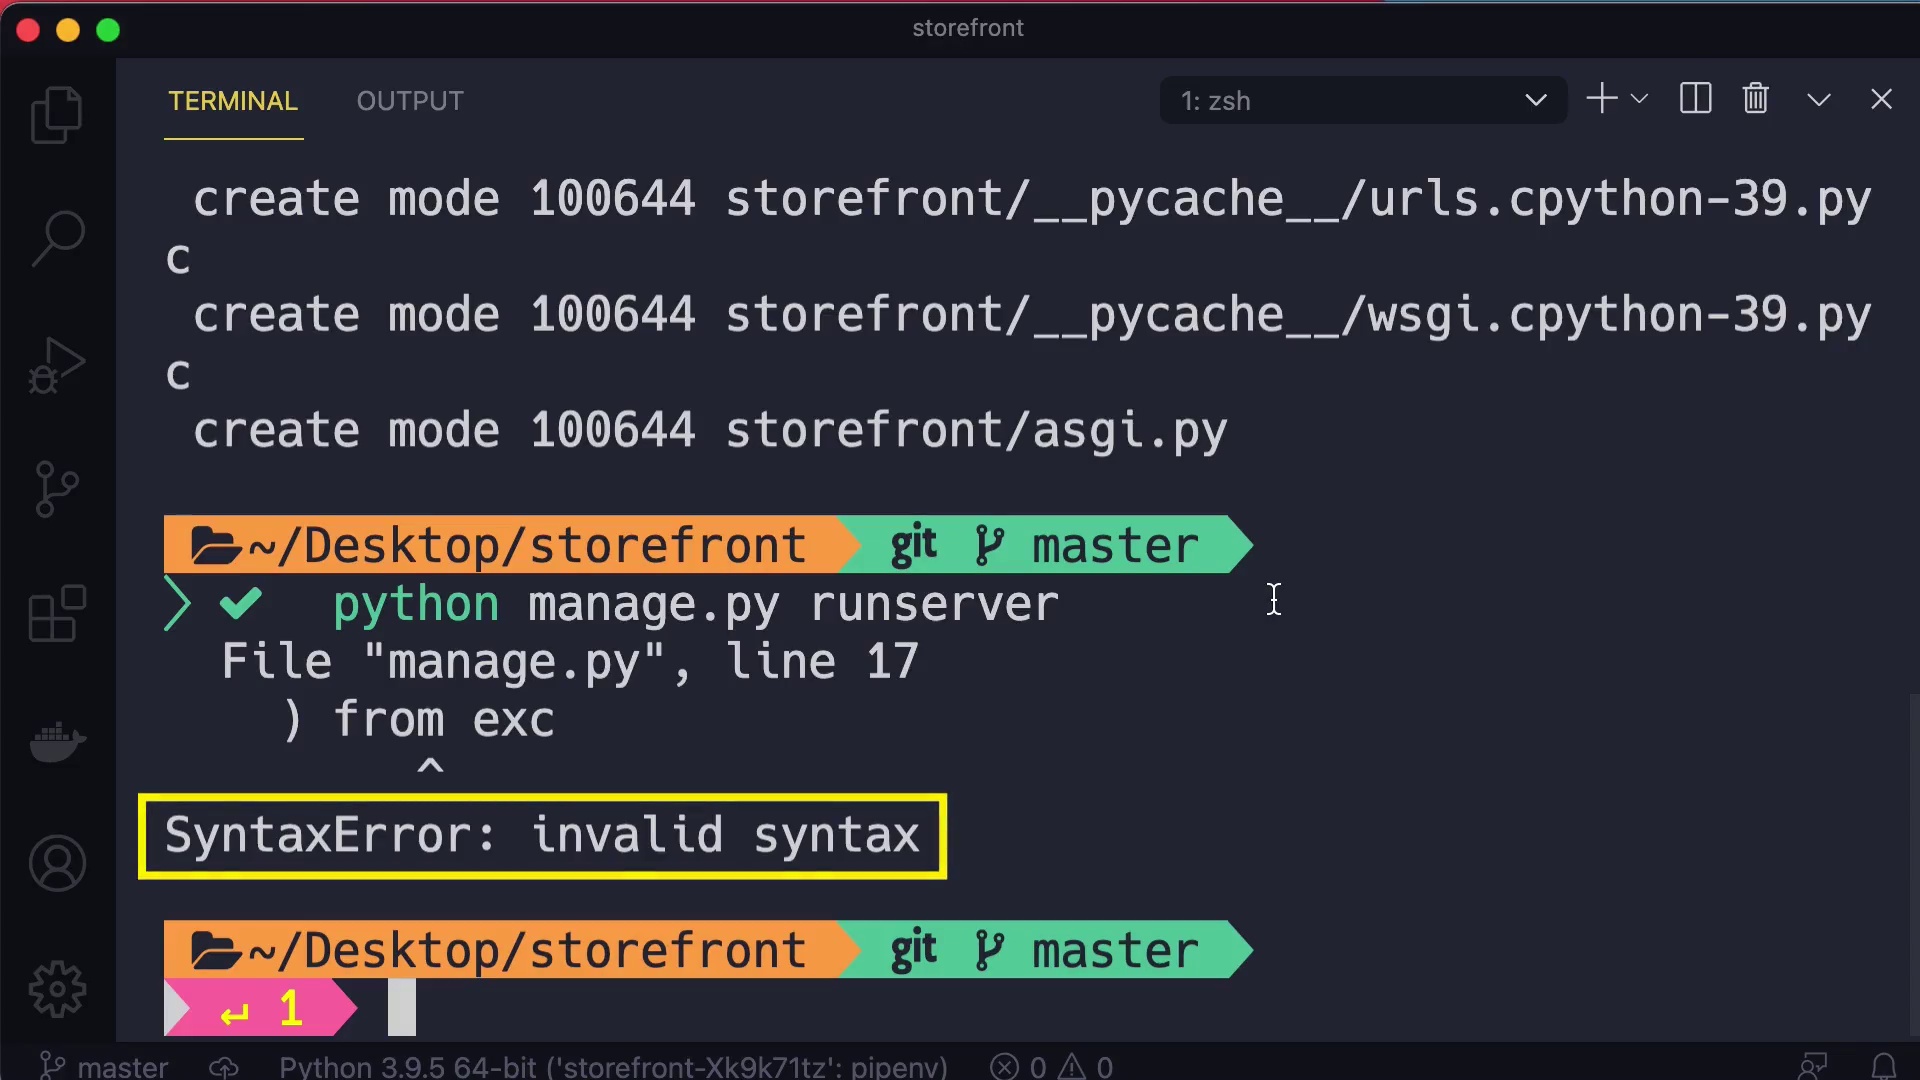 storefront
TERMINAL
OUTPUT
1: zsh
create mode 100644 storefront/__pycache__/urls.cpython-39.py
c
create mode 100644 storefront/__pycache__/wsgi.cpython-39.py
c
create mode 100644 storefront/asgi.py
~/Desktop/storefront git master
python manage.py runserver
File "manage.py", line 17
) from exc
^
SyntaxError: invalid syntax
~/Desktop/storefront git master
↵ 1
master Python 3.9.5 64-bit ('storefront-Xk9k71tz': pipenv) 0 0